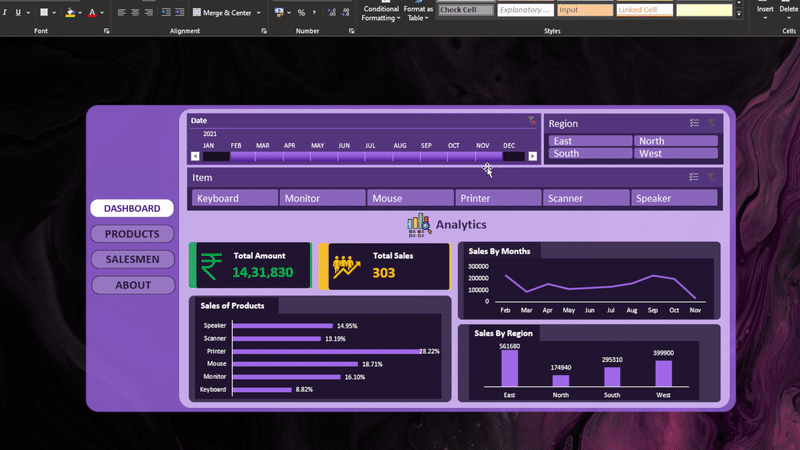 I U A Merge & Center % , Conditional Formatting Format as Table Check Cell Explanatory ... Input Linked Cell Insert Delete
Font Alignment Number Styles Cells
Date
2021
JAN FEB MAR APR MAY JUN JUL AUG SEP OCT NOV DEC
Region
East North
South West
Item
Keyboard Monitor Mouse Printer Scanner Speaker
DASHBOARD
PRODUCTS
SALESMEN
ABOUT
Analytics
Total Amount
₹ 14,31,830
Total Sales
303
Sales By Months
300000
200000
100000
0
Feb Mar Apr May Jun Jul Aug Sep Oct Nov
Sales of Products
Speaker 14.95%
Scanner 13.19%
Printer 28.22%
Mouse 18.71%
Monitor 16.10%
Keyboard 8.82%
Sales By Region
561680 174940 295310 399900
East North South West